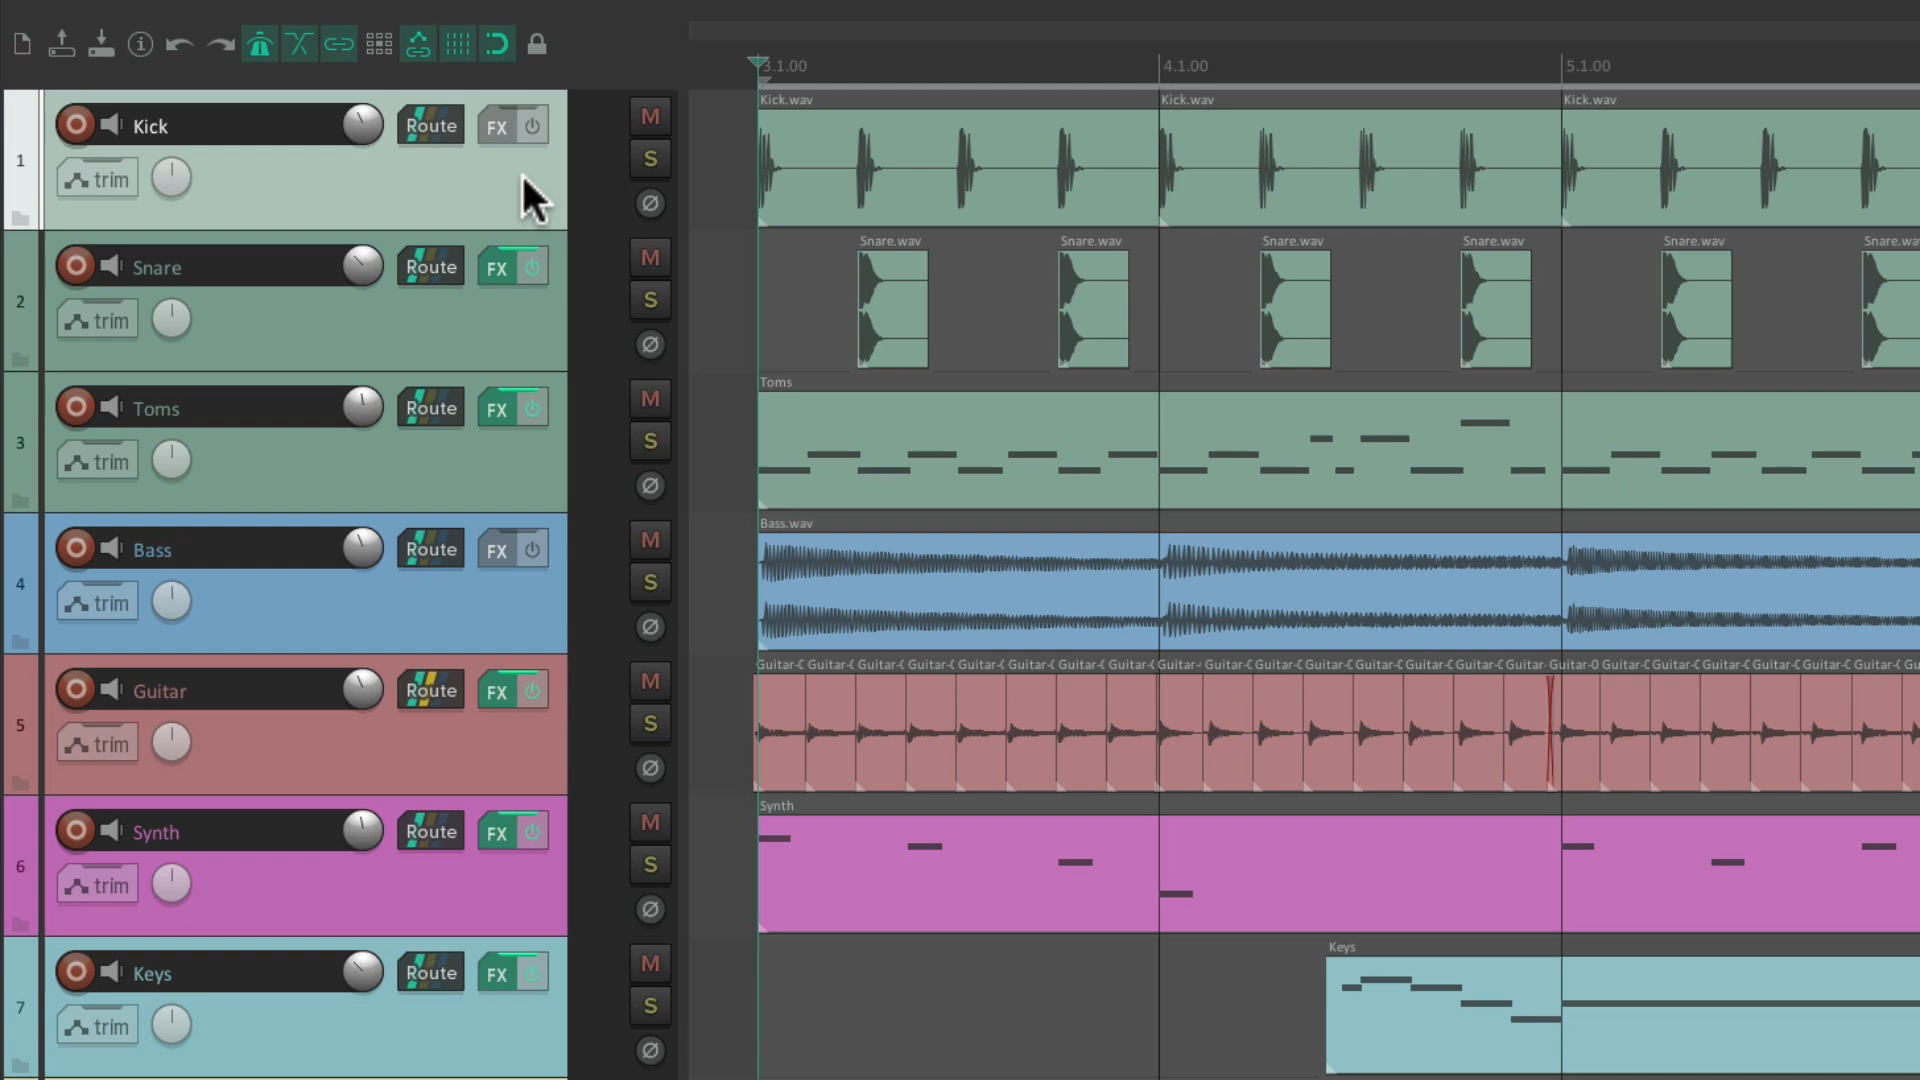 3.1.00 4.1.00 5.1.00
Kick.wav Kick.wav Kick.wav
1 Kick Route FX M
trim S
Ø
Snare.wav Snare.wav Snare.wav Snare.wav Snare.wav
2 Snare Route FX M
trim S
Ø
Toms
3 Toms Route FX M
trim S
Ø
Bass.wav
4 Bass Route FX M
trim S
Ø
Guitar-0
5 Guitar Route FX M
trim S
Ø
Synth
6 Synth Route FX M
trim S
Ø
Keys
7 Keys Route FX M
trim S
Ø